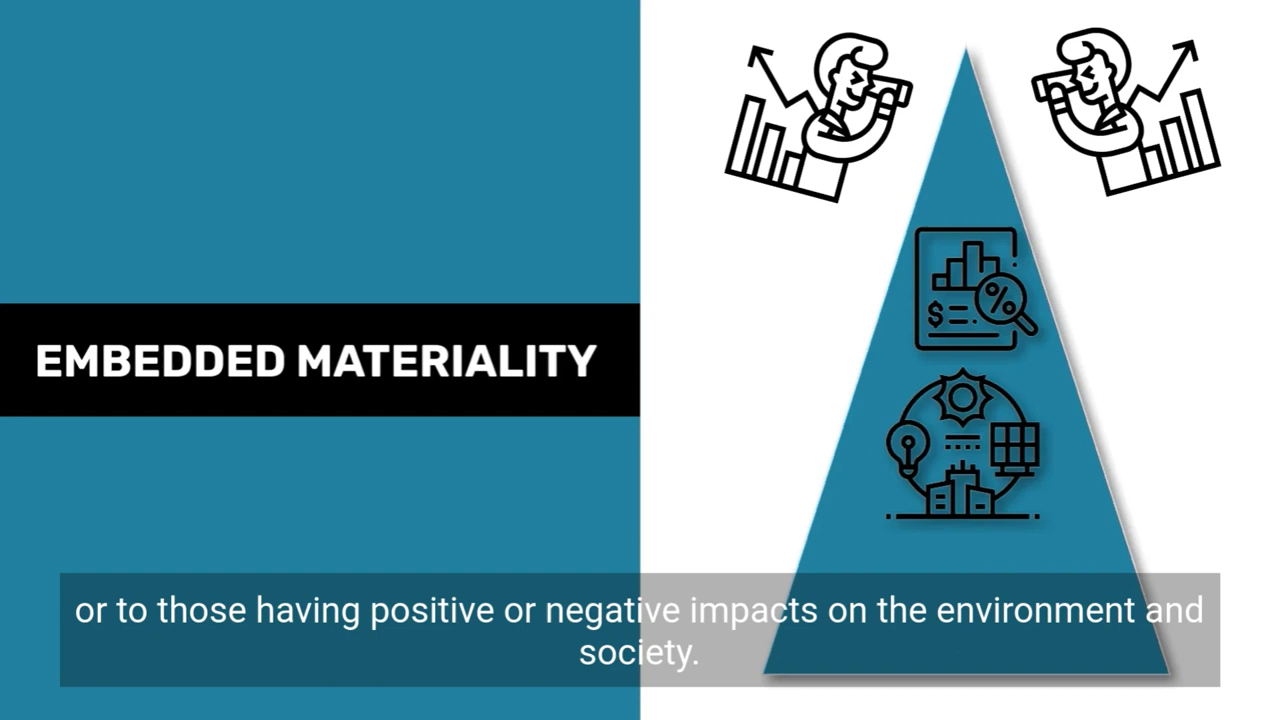 EMBEDDED MATERIALITY
$
%
or to those having positive or negative impacts on the environment and
society.